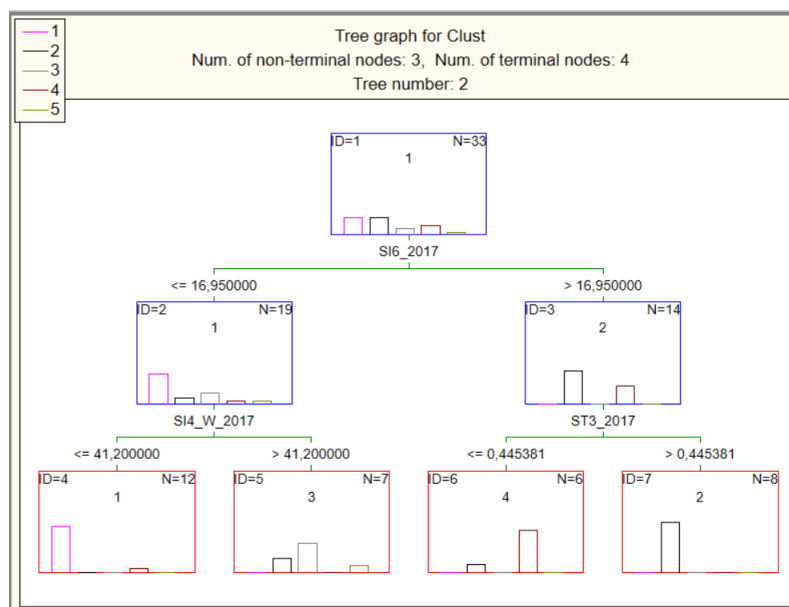 1
2
3
4
5
Tree graph for Clust
Num. of non-terminal nodes: 3, Num. of terminal nodes: 4
Tree number: 2
ID=1 N=33
1
SI6_2017
<= 16,950000 > 16,950000
ID=2 N=19 ID=3 N=14
1 2
SI4_W_2017 ST3_2017
<= 41,200000 > 41,200000 <= 0,445381 > 0,445381
ID=4 N=12 ID=5 N=7 ID=6 N=6 ID=7 N=8
1 3 4 2